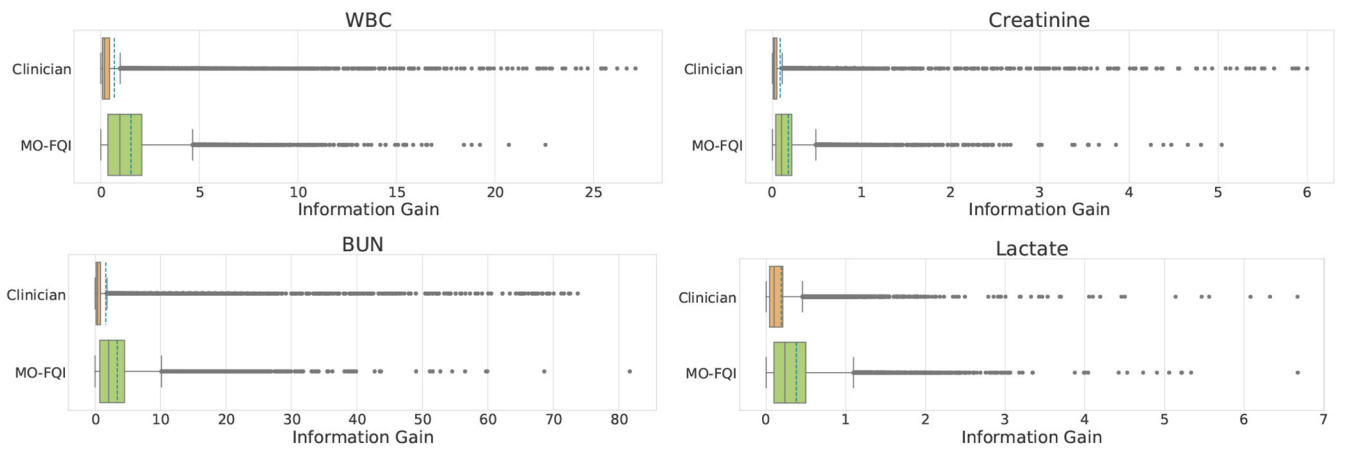 WBC
Clinician
MO-FQI
0 5 10 15 20 25
Information Gain
Creatinine
Clinician
MO-FQI
0 1 2 3 4 5 6
Information Gain
BUN
Clinician
MO-FQI
0 10 20 30 40 50 60 70 80
Information Gain
Lactate
Clinician
MO-FQI
0 1 2 3 4 5 6 7
Information Gain